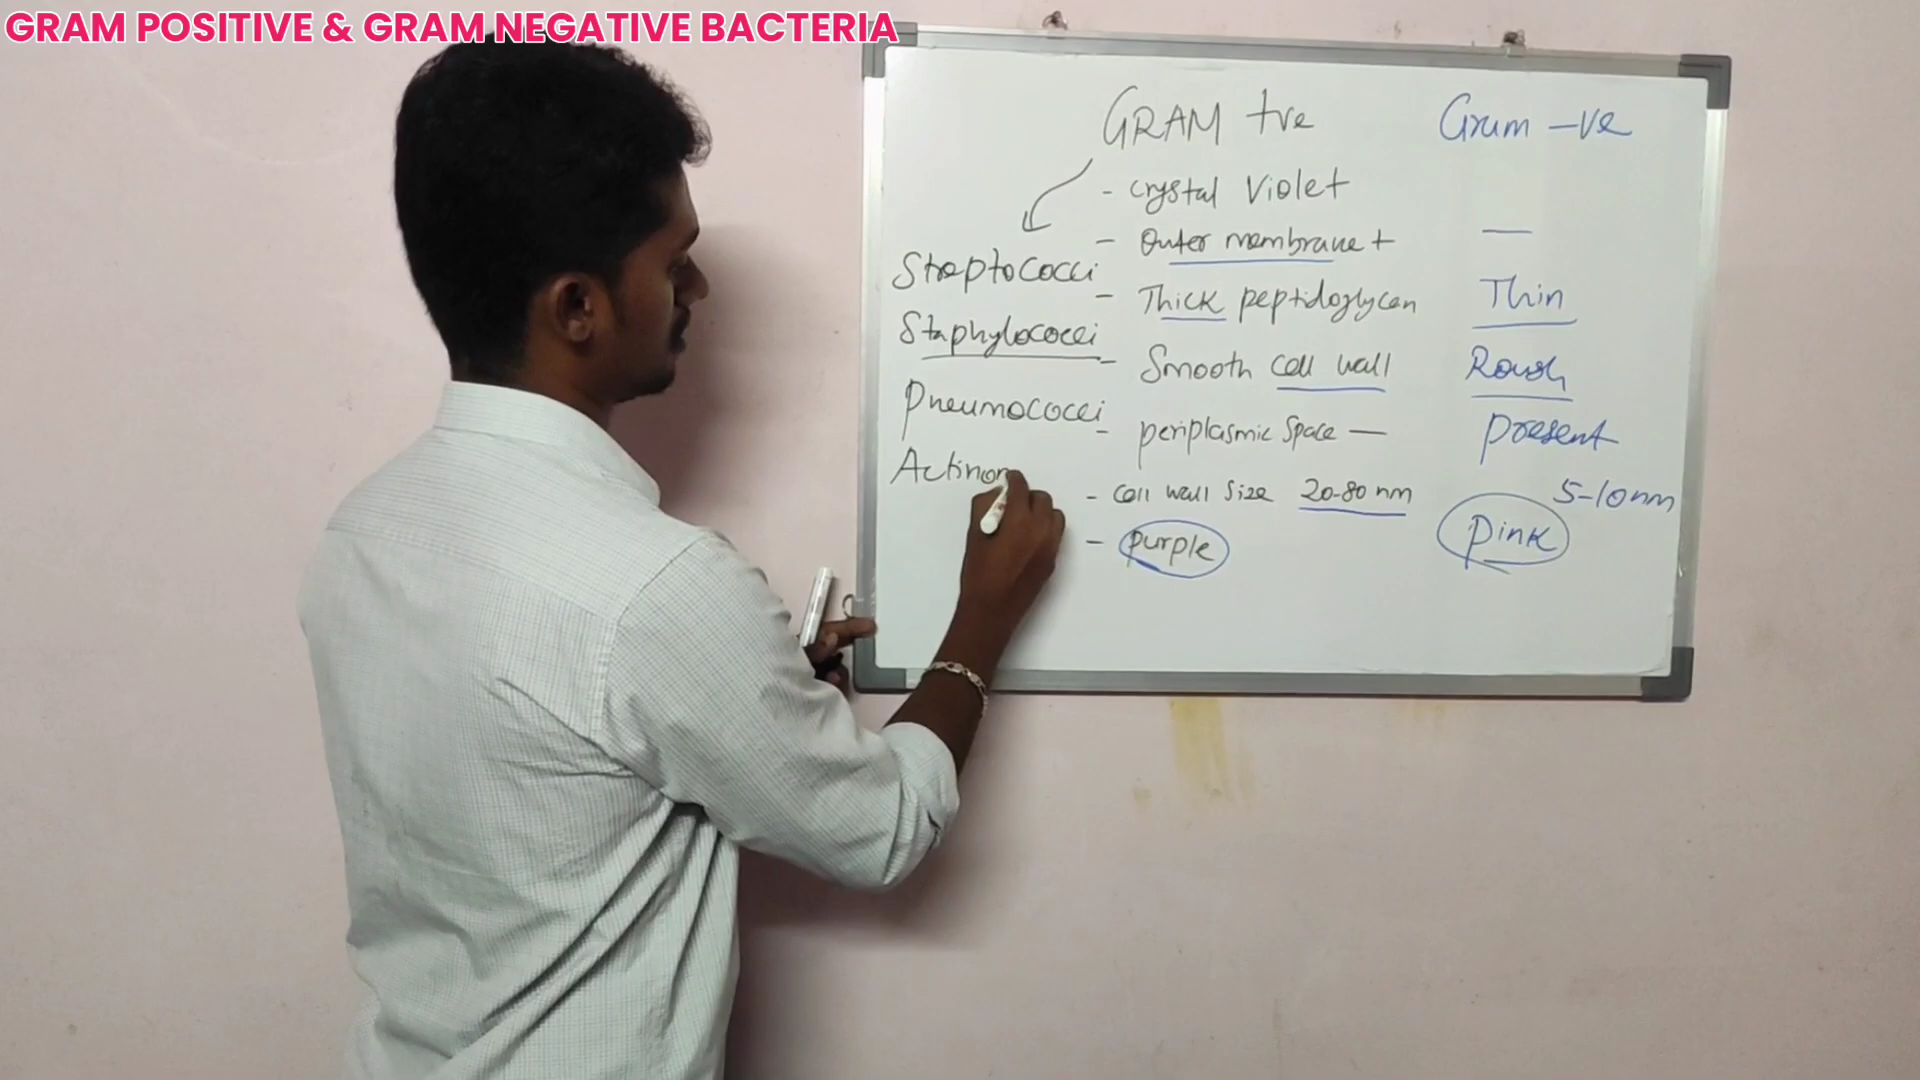 GRAM POSITIVE & GRAM NEGATIVE BACTERIA
GRAM +ve Gram -ve
- crystal violet
- Outer membrane + —
- Thick peptidoglycan Thin
- Smooth cell wall Rough
- periplasmic space — present
- cell wall size 20-80 nm 5-10nm
- purple pink
Streptococci
Staphylococci
Pneumococci
Actinom